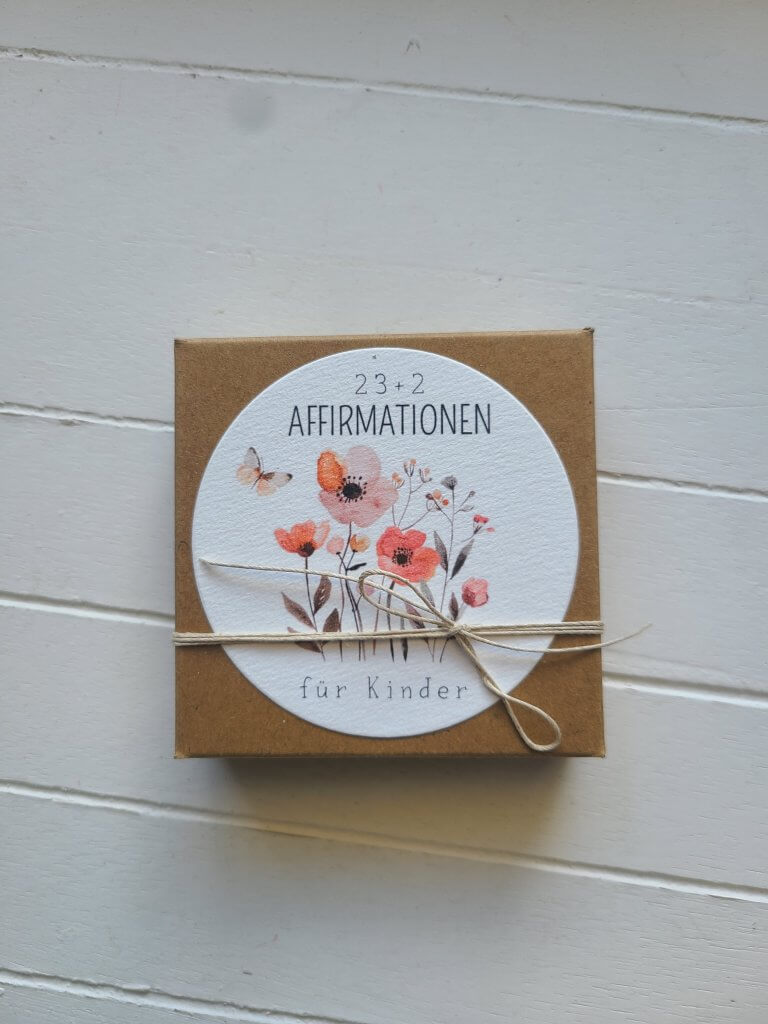 23+2
AFFIRMATIONEN
für Kinder